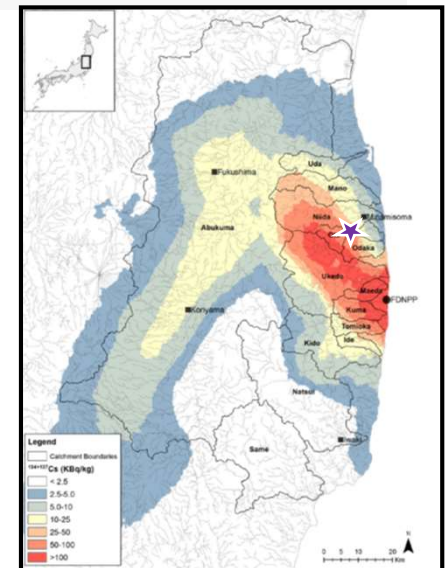 Uda
Mano
Fukushima
Niida
Minamisoma
Abukuma
Odaka
Ukedo
Maeda
FDNPP
Koriyama
Kuma
Tomioka
Ide
Kido
Natsui
Same
Iwaki
Legend
Catchment Boundaries
134+137Cs (KBq/kg)
< 2.5
2.5-5.0
5.0-10
10-25
25-50
50-100
>100
N
0 5 10 20
Km